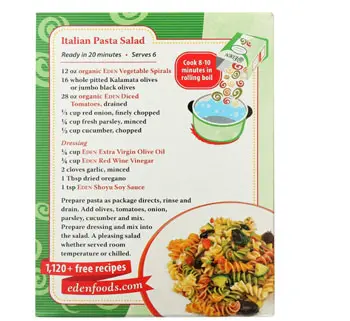 Italian Pasta Salad
Ready in 20 minutes • Serves 6
12 oz organic EDEN Vegetable Spirals
16 whole pitted Kalamata olives
or jumbo black olives
28 oz organic EDEN Diced
Tomatoes, drained
½ cup red onion, finely chopped
¼ cup fresh parsley, minced
½ cup cucumber, chopped
Dressing
¼ cup EDEN Extra Virgin Olive Oil
¼ cup EDEN Red Wine Vinegar
2 cloves garlic, minced
1 Tbsp dried oregano
1 tsp EDEN Shoyu Soy Sauce
Prepare pasta as package directs, rinse and
drain. Add olives, tomatoes, onion,
parsley, cucumber and mix.
Prepare dressing and mix into
the salad. A pleasing salad
whether served room
temperature or chilled.
1,120+ free recipes
edenfoods.com
Cook 8-10
minutes in
rolling boil